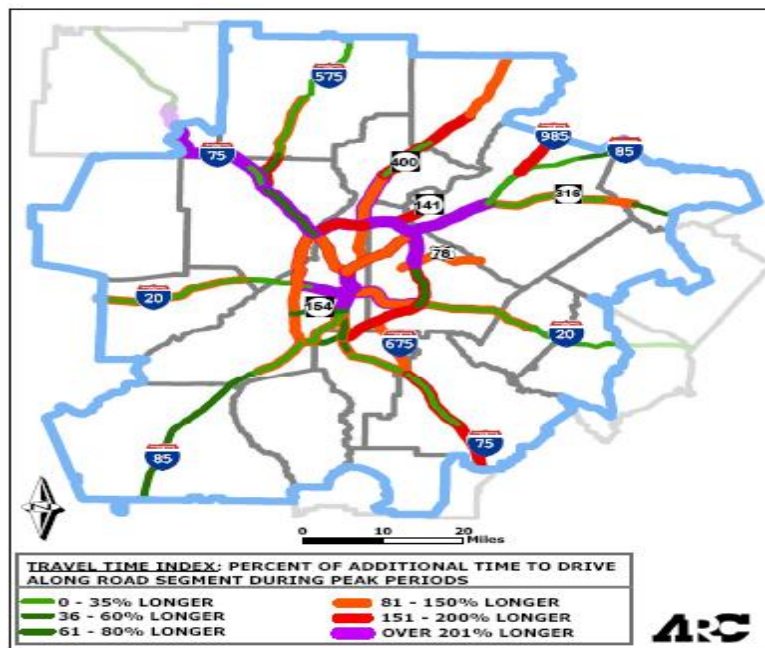 575
75
985
85
400
316
141
78
20
154
675
20
85
75
N
0 10 20
Miles
TRAVEL TIME INDEX: PERCENT OF ADDITIONAL TIME TO DRIVE
ALONG ROAD SEGMENT DURING PEAK PERIODS
0 - 35% LONGER
36 - 60% LONGER
61 - 80% LONGER
81 - 150% LONGER
151 - 200% LONGER
OVER 201% LONGER
ARC